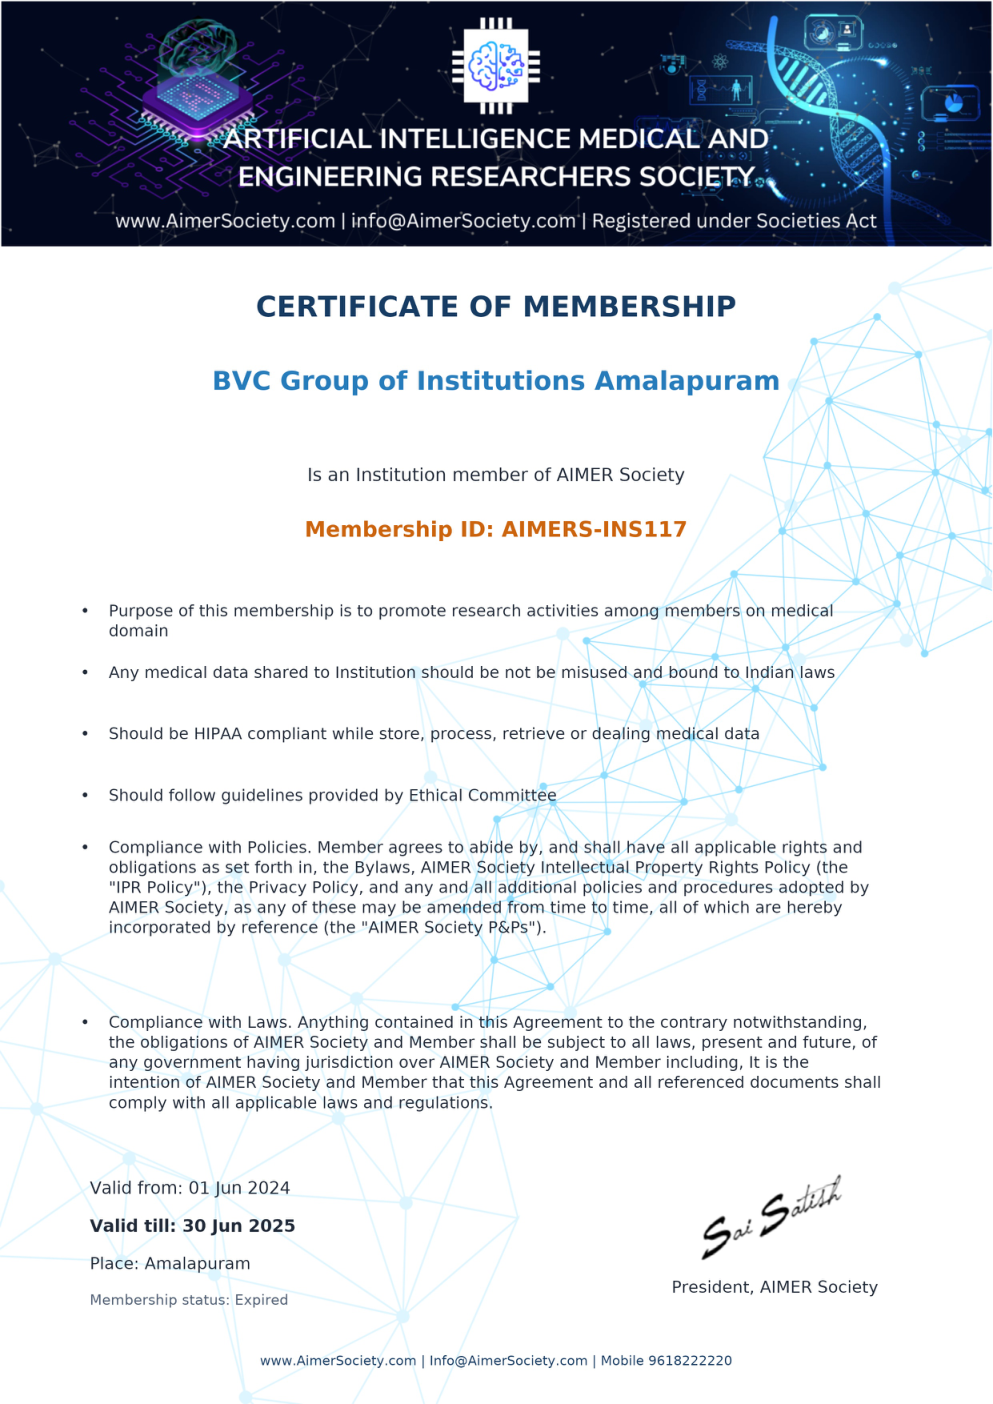 ARTIFICIAL INTELLIGENCE MEDICAL AND
ENGINEERING RESEARCHERS SOCIETY
www.AimerSociety.com | info@AimerSociety.com | Registered under Societies Act
CERTIFICATE OF MEMBERSHIP
BVC Group of Institutions Amalapuram
Is an Institution member of AIMER Society
Membership ID: AIMERS-INS117
• Purpose of this membership is to promote research activities among members on medical
domain
• Any medical data shared to Institution should be not be misused and bound to Indian laws
• Should be HIPAA compliant while store, process, retrieve or dealing medical data
• Should follow guidelines provided by Ethical Committee
• Compliance with Policies. Member agrees to abide by, and shall have all applicable rights and
obligations as set forth in, the Bylaws, AIMER Society Intellectual Property Rights Policy (the
"IPR Policy"), the Privacy Policy, and any and all additional policies and procedures adopted by
AIMER Society, as any of these may be amended from time to time, all of which are hereby
incorporated by reference (the "AIMER Society P&Ps").
• Compliance with Laws. Anything contained in this Agreement to the contrary notwithstanding,
the obligations of AIMER Society and Member shall be subject to all laws, present and future, of
any government having jurisdiction over AIMER Society and Member including, It is the
intention of AIMER Society and Member that this Agreement and all referenced documents shall
comply with all applicable laws and regulations.
Valid from: 01 Jun 2024
Valid till: 30 Jun 2025
Place: Amalapuram
Membership status: Expired
Sai Satish
President, AIMER Society
www.AimerSociety.com | Info@AimerSociety.com | Mobile 9618222220